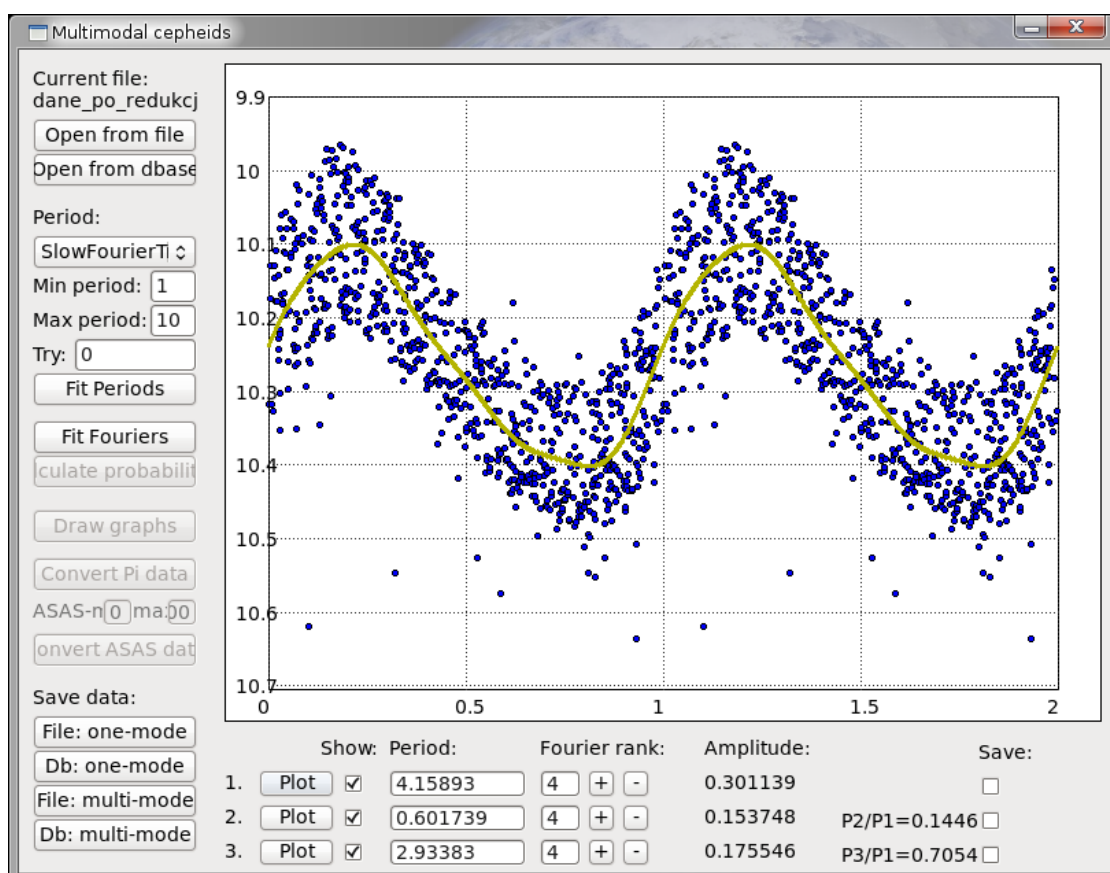 Multimodal cepheids
Current file:
dane_po_redukcj
Open from file
Open from dbase
Period:
SlowFourierT
Min period: 1
Max period: 10
Try: 0
Fit Periods
Fit Fouriers
culate probabilit
Draw graphs
Convert Pi data
ASAS-n 0 ma: 00
onvert ASAS dat
Save data:
File: one-mode
Db: one-mode
File: multi-mode
Db: multi-mode
9.9
10
10.1
10.2
10.3
10.4
10.5
10.6
10.7
0 0.5 1 1.5 2
Show: Period: Fourier rank: Amplitude: Save:
1. Plot 4.15893 4 + - 0.301139
2. Plot 0.601739 4 + - 0.153748 P2/P1=0.1446
3. Plot 2.93383 4 + - 0.175546 P3/P1=0.7054